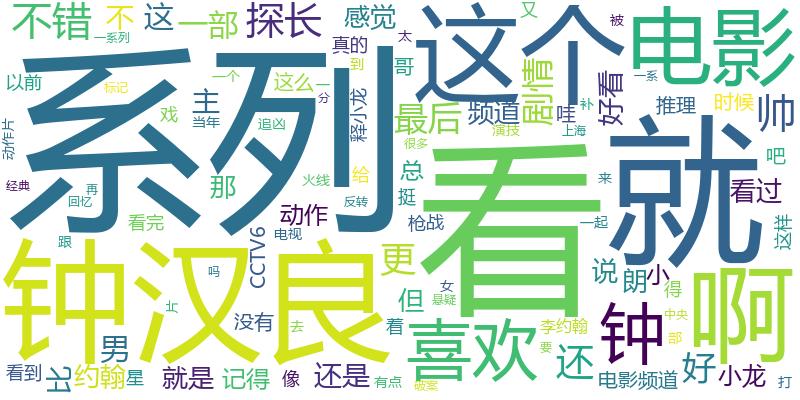 不错 不 这 一部 探长 感觉 哥 太 这个 又 电影 被
一系列 真的 到
以前 标记 一个 这么 一分 剧情 好看 一系
系列 主 戏 当年 追凶 释小龙 最后 频道 哇 补 推理 时候 帅
动作片 演技 上海 吧
很多 就
经典 再 那 火线 给 总 看 来 看过
回忆 反转 挺
看完 动作 枪战 一起 这样
跟 电视
钟汉良 吗 CCTV6 更 说 朗 小 得 啊
片 没有 去 但 着 女 悬疑 喜欢 李约翰 钟 中央
男 要 还 部
看到 比 约翰 星 就是 记得 像 还是 有点 破案 电影频道 好 小龙 打